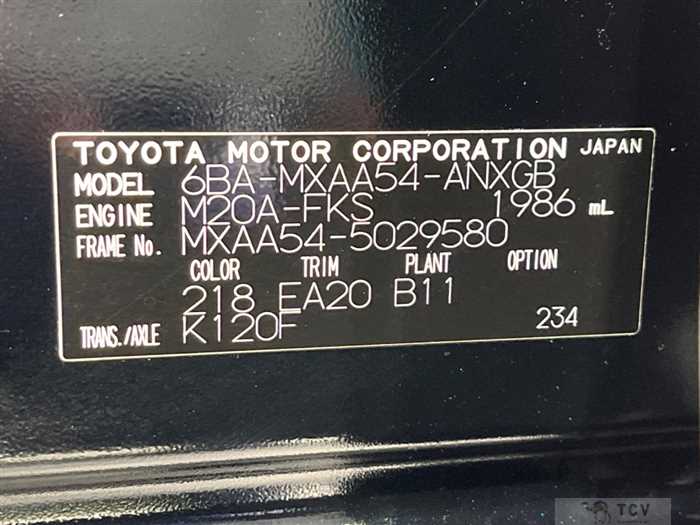 TOYOTA MOTOR CORPORATION JAPAN
MODEL 6BA-MXAA54-ANXGB
ENGINE M20A-FKS 1986 mL
FRAME No. MXAA54-5029580
COLOR TRIM PLANT OPTION
218 EA20 B11
TRANS./AXLE K120F 234
TCV